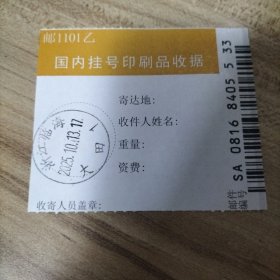 邮1101乙
国内挂号印刷品收据
寄达地:
收件人姓名:
重量:
资费:
收寄人员盖章:
2025.10.13.17
大田
SA 0816 8405 5 33
邮件
编号